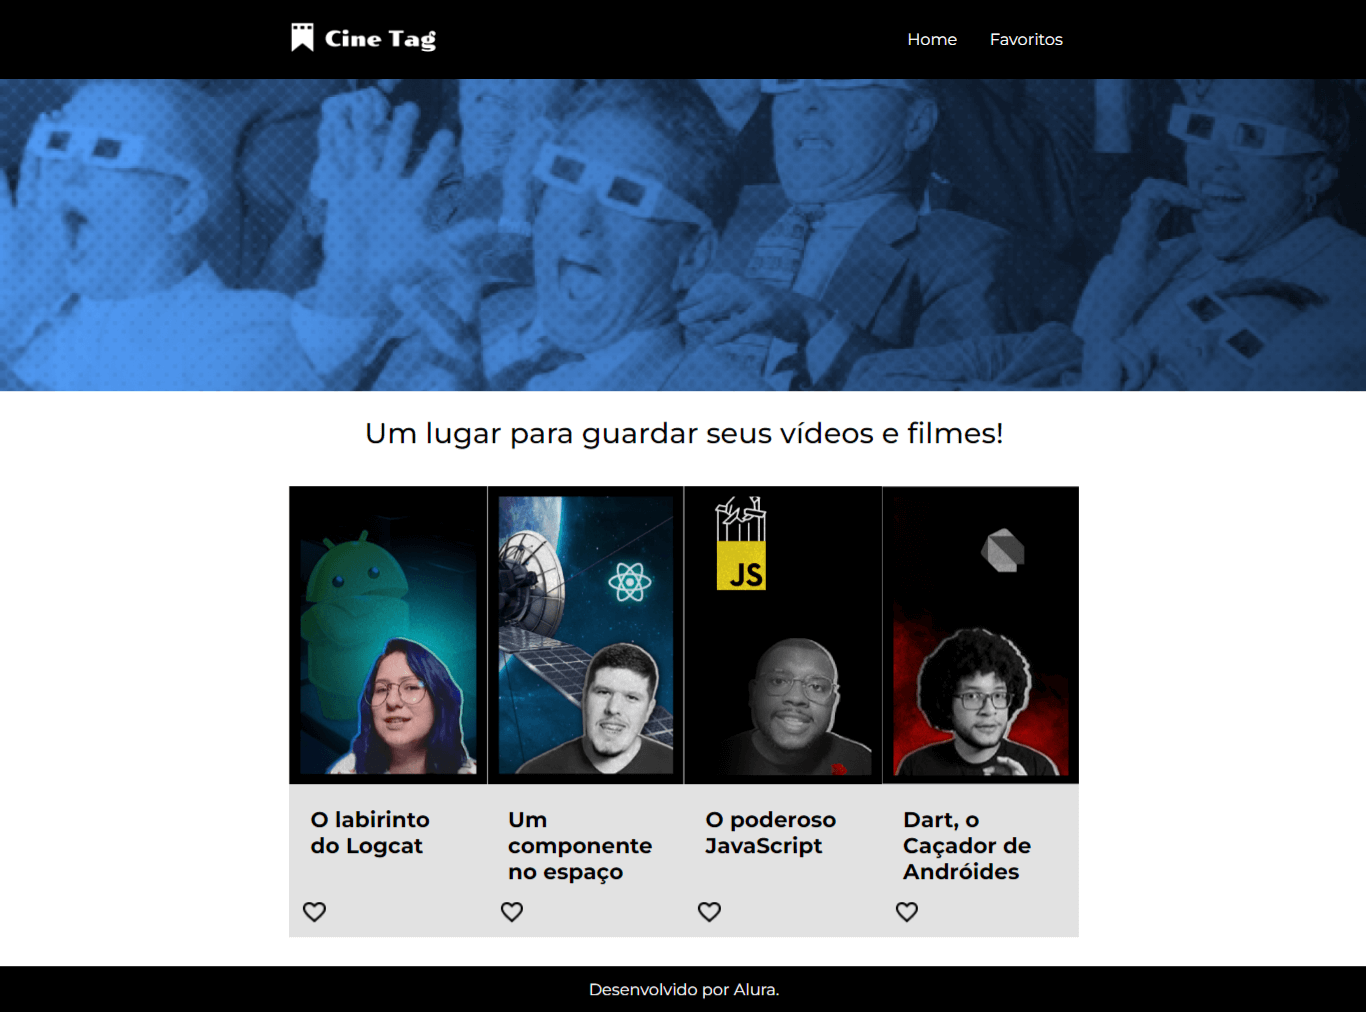 Cine Tag
Home
Favoritos
Um lugar para guardar seus vídeos e filmes!
JS
O labirinto
do Logcat
Um
componente
no espaço
O poderoso
JavaScript
Dart, o
Caçador de
Andróides
Desenvolvido por Alura.